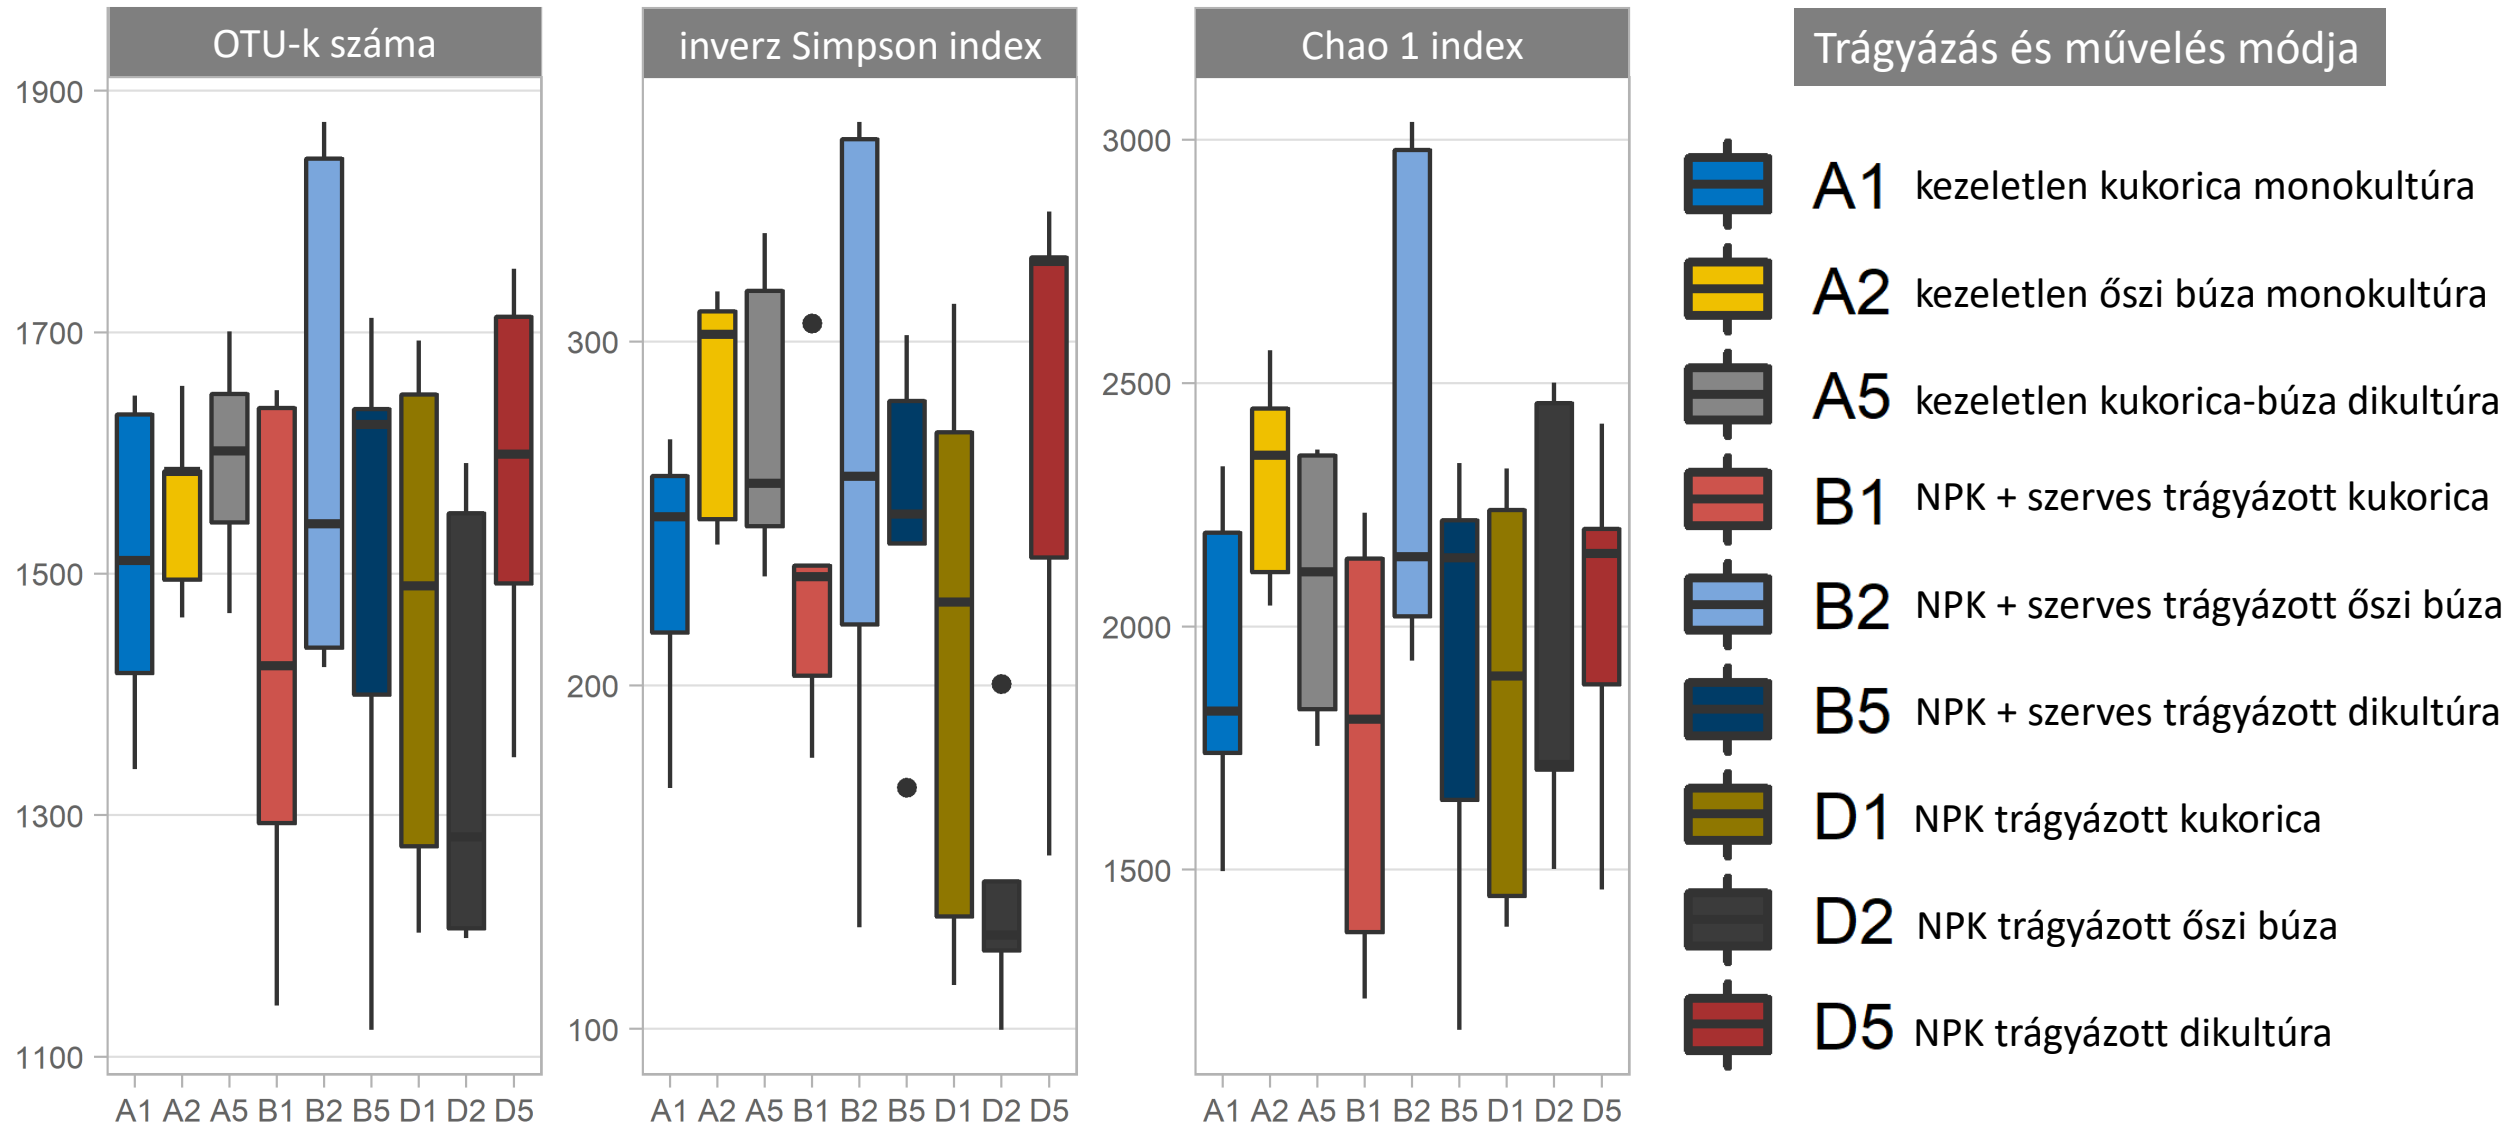 OTU-k száma
1900
1700
1500
1300
1100
A1 A2 A5 B1 B2 B5 D1 D2 D5
inverz Simpson index
300
200
100
A1 A2 A5 B1 B2 B5 D1 D2 D5
Chao 1 index
3000
2500
2000
1500
A1 A2 A5 B1 B2 B5 D1 D2 D5
Trágyázás és művelés módja
A1 kezeletlen kukorica monokultúra
A2 kezeletlen őszi búza monokultúra
A5 kezeletlen kukorica-búza dikultúra
B1 NPK + szerves trágyázott kukorica
B2 NPK + szerves trágyázott őszi búza
B5 NPK + szerves trágyázott dikultúra
D1 NPK trágyázott kukorica
D2 NPK trágyázott őszi búza
D5 NPK trágyázott dikultúra